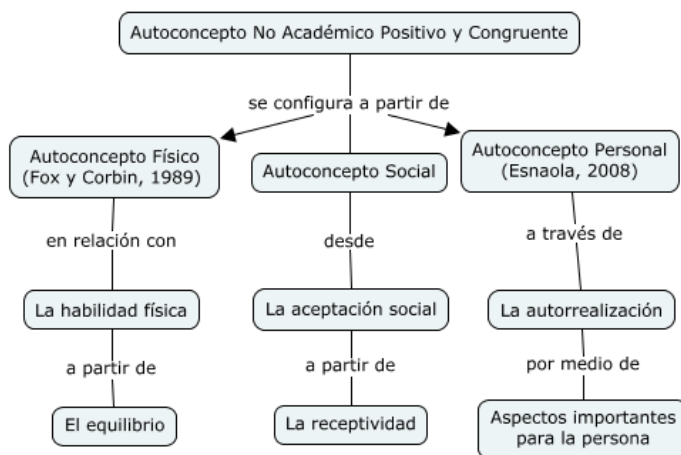 Autoconcepto No Académico Positivo y Congruente
se configura a partir de
Autoconcepto Físico
(Fox y Corbin, 1989)
Autoconcepto Social
Autoconcepto Personal
(Esnaola, 2008)
en relación con
desde
a través de
La habilidad física
La aceptación social
La autorrealización
a partir de
a partir de
por medio de
El equilibrio
La receptividad
Aspectos importantes
para la persona